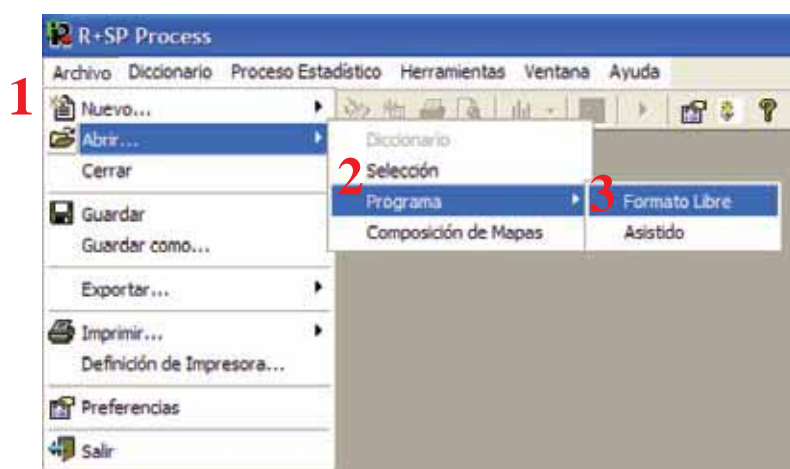 R+SP Process
Archivo Diccionario Proceso Estadístico Herramientas Ventana Ayuda
1
Nuevo...
Abrir...
Cerrar
Guardar
Guardar como...
Exportar...
Imprimir...
Definición de Impresora...
Preferencias
Salir
Diccionario
2
Selección
Programa
Composición de Mapas
3
Formato Libre
Asistido